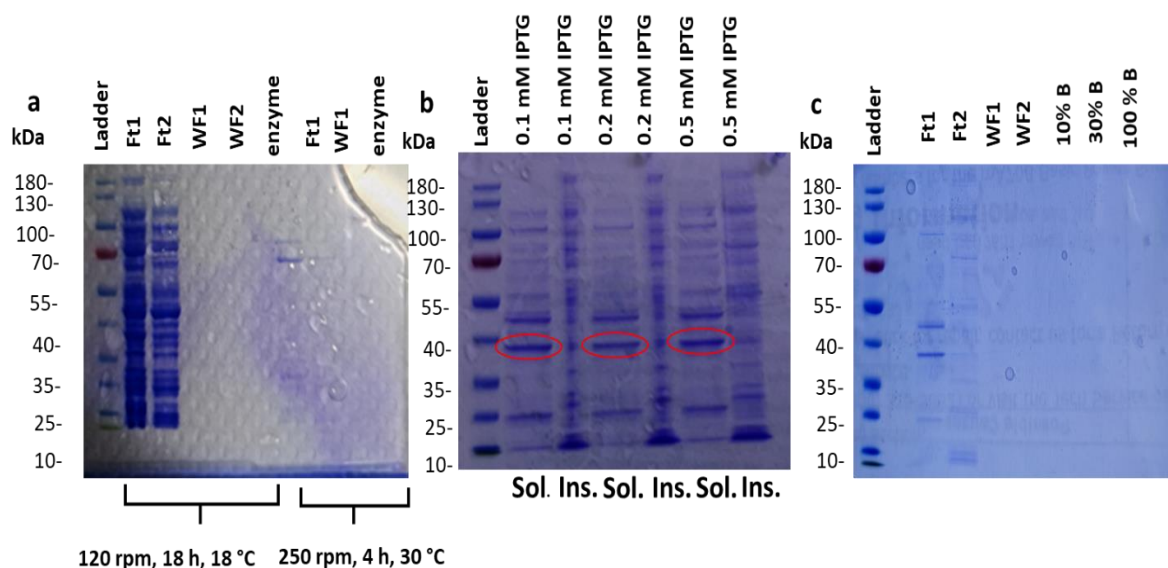 a
kDa
Ladder
Ft1
Ft2
WF1
WF2
enzyme
Ft1
WF1
enzyme
180-
130-
100-
70-
55-
40-
35-
25-
10-
120 rpm, 18 h, 18 °C
250 rpm, 4 h, 30 °C
b
kDa
Ladder
0.1 mM IPTG
0.1 mM IPTG
0.2 mM IPTG
0.2 mM IPTG
0.5 mM IPTG
0.5 mM IPTG
180-
130-
100-
70-
55-
40-
35-
25-
10-
Sol. Ins. Sol. Ins. Sol. Ins.
c
kDa
Ladder
Ft1
Ft2
WF1
WF2
10% B
30% B
100 % B
180-
130-
100-
70-
55-
40-
35-
25-
10-